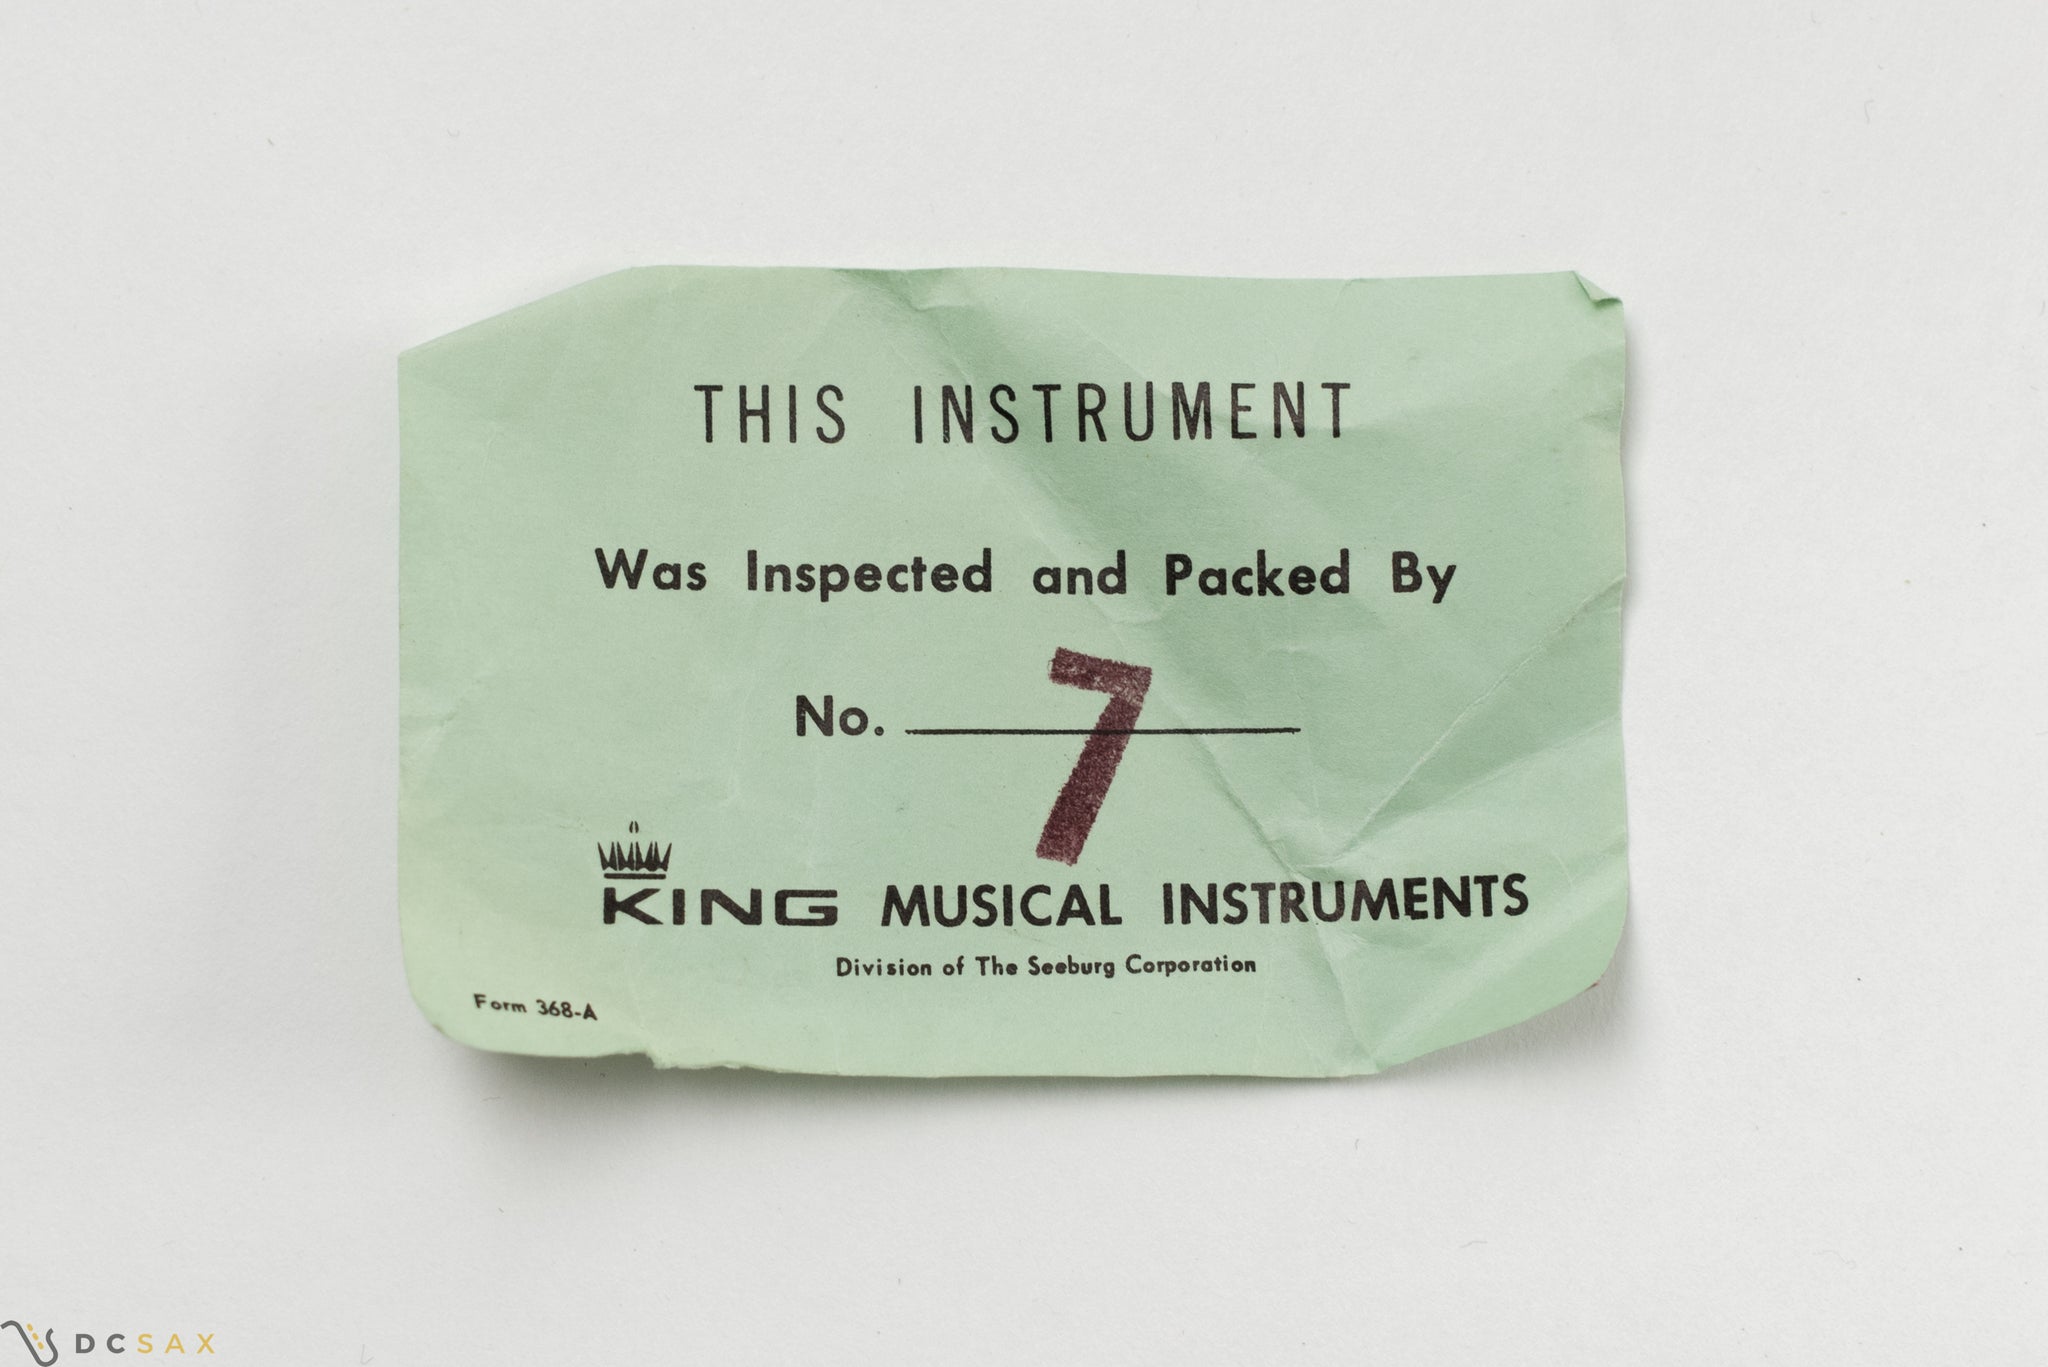 THIS INSTRUMENT
Was Inspected and Packed By
No. 7
KING MUSICAL INSTRUMENTS
Division of The Seeburg Corporation
Form 368-A
DCSAX